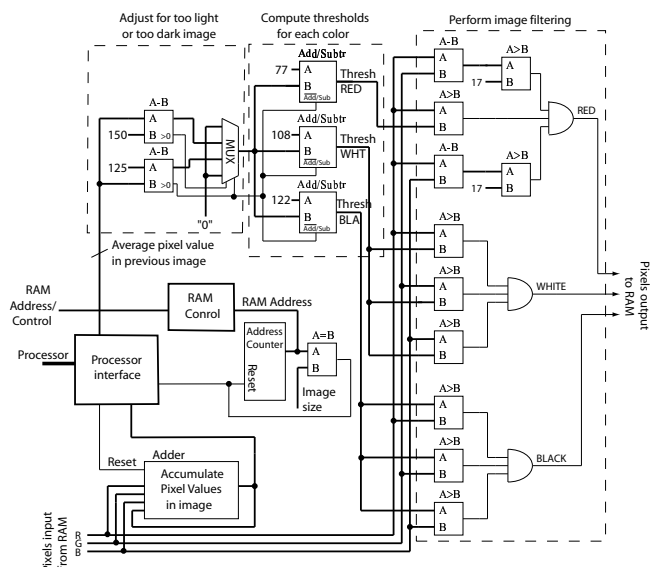 Adjust for too light
or too dark image
Compute thresholds
for each color
Perform image filtering
Add/Subtr
77
A
B
Add/Sub
Thresh
RED
A-B
150
A
B >0
A-B
125
A
B >0
MUX
"0"
Add/Subtr
108
A
B
Add/Sub
Thresh
WHT
Add/Subtr
122
A
B
Add/Sub
Thresh
BLA
A-B
A
B
A>B
A
17
B
A>B
A
B
RED
A-B
A
B
A>B
A
17
B
A>B
A
B
A>B
A
B
WHITE
A>B
A
B
A>B
A
B
A>B
A
B
BLACK
A>B
A
B
Pixels output
to RAM
Average pixel value
in previous image
RAM
Address/
Control
RAM
Conrol
RAM Address
Address
Counter
Reset
A=B
A
B
Image
size
Processor
Processor
interface
Reset
Adder
Accumulate
Pixel Values
in image
Pixels input
from RAM
R
G
B